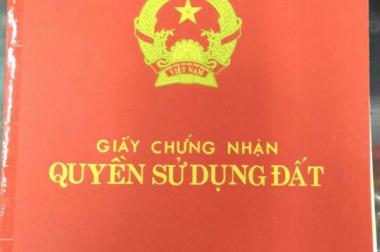 VIỆT NAM
GIẤY CHỨNG NHẬN
QUYỀN SỬ DỤNG ĐẤT